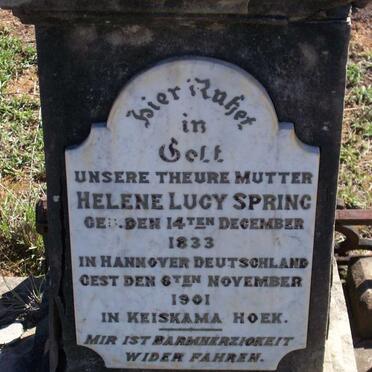 Hier Ruhet
in
Gott
UNSERE THEURE MUTTER
HELENE LUCY SPRING
GEB. DEN 14TEN DECEMBER
1833
IN HANNOVER DEUTSCHLAND
GEST DEN 6TEN NOVEMBER
1901
IN KEISKAMA HOEK.
MIR IST BARMHERZIGKEIT
WIDER FAHREN.